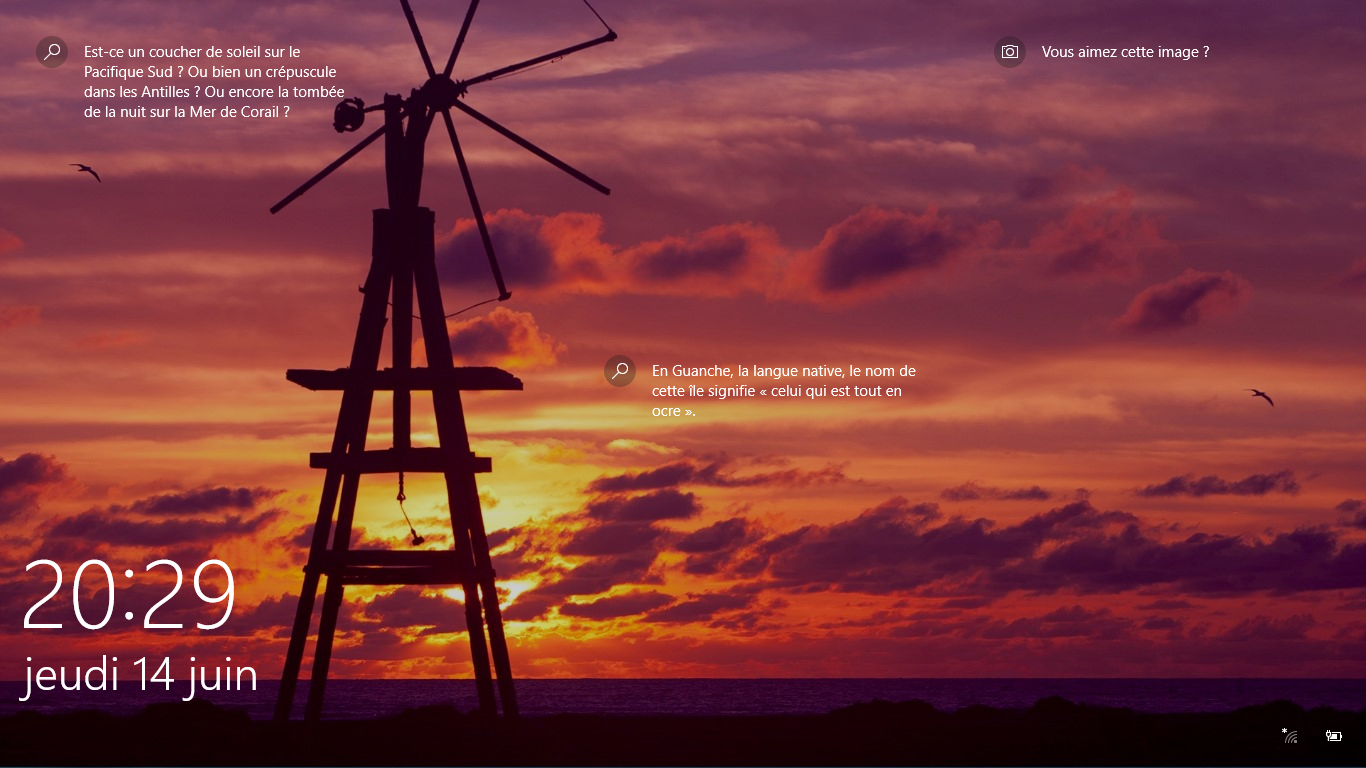 Est-ce un coucher de soleil sur le
Pacifique Sud ? Ou bien un crépuscule
dans les Antilles ? Ou encore la tombée
de la nuit sur la Mer de Corail ?
Vous aimez cette image ?
En Guanche, la langue native, le nom de
cette île signifie « celui qui est tout en
ocre ».
20:29
jeudi 14 juin